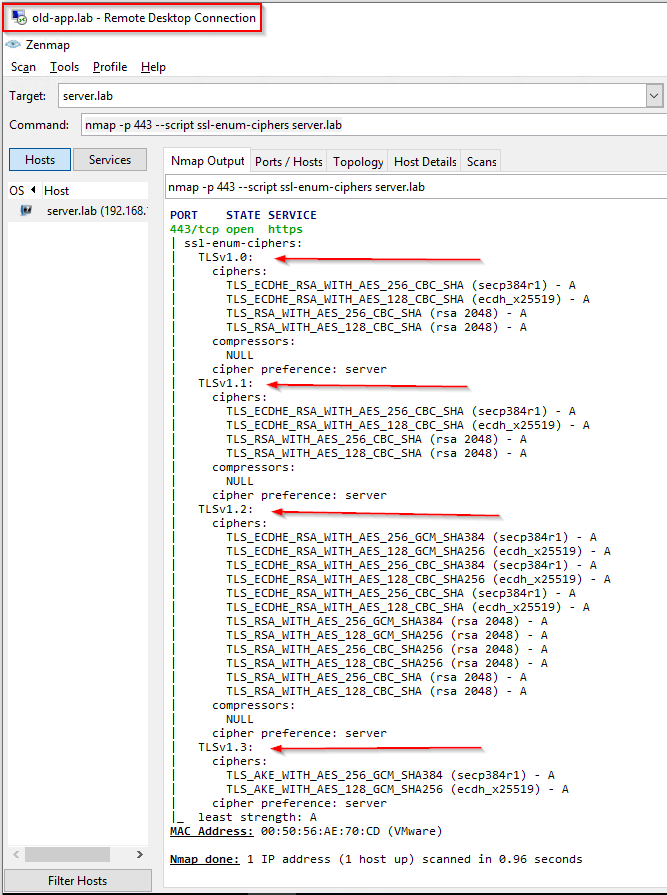 old-app.lab - Remote Desktop Connection
Zenmap
Scan Tools Profile Help
Target: server.lab
Command: nmap -p 443 --script ssl-enum-ciphers server.lab
Hosts Services
OS Host
server.lab (192.168.
Filter Hosts
Nmap Output Ports / Hosts Topology Host Details Scans
nmap -p 443 --script ssl-enum-ciphers server.lab
PORT    STATE SERVICE
443/tcp open  https
| ssl-enum-ciphers:
|   TLSv1.0:
|     ciphers:
|       TLS_ECDHE_RSA_WITH_AES_256_CBC_SHA (secp384r1) - A
|       TLS_ECDHE_RSA_WITH_AES_128_CBC_SHA (ecdh_x25519) - A
|       TLS_RSA_WITH_AES_256_CBC_SHA (rsa 2048) - A
|       TLS_RSA_WITH_AES_128_CBC_SHA (rsa 2048) - A
|     compressors:
|       NULL
|     cipher preference: server
|   TLSv1.1:
|     ciphers:
|       TLS_ECDHE_RSA_WITH_AES_256_CBC_SHA (secp384r1) - A
|       TLS_ECDHE_RSA_WITH_AES_128_CBC_SHA (ecdh_x25519) - A
|       TLS_RSA_WITH_AES_256_CBC_SHA (rsa 2048) - A
|       TLS_RSA_WITH_AES_128_CBC_SHA (rsa 2048) - A
|     compressors:
|       NULL
|     cipher preference: server
|   TLSv1.2:
|     ciphers:
|       TLS_ECDHE_RSA_WITH_AES_256_GCM_SHA384 (secp384r1) - A
|       TLS_ECDHE_RSA_WITH_AES_128_GCM_SHA256 (ecdh_x25519) - A
|       TLS_ECDHE_RSA_WITH_AES_256_CBC_SHA384 (secp384r1) - A
|       TLS_ECDHE_RSA_WITH_AES_128_CBC_SHA256 (ecdh_x25519) - A
|       TLS_ECDHE_RSA_WITH_AES_256_CBC_SHA (secp384r1) - A
|       TLS_ECDHE_RSA_WITH_AES_128_CBC_SHA (ecdh_x25519) - A
|       TLS_RSA_WITH_AES_256_GCM_SHA384 (rsa 2048) - A
|       TLS_RSA_WITH_AES_128_GCM_SHA256 (rsa 2048) - A
|       TLS_RSA_WITH_AES_256_CBC_SHA256 (rsa 2048) - A
|       TLS_RSA_WITH_AES_128_CBC_SHA256 (rsa 2048) - A
|       TLS_RSA_WITH_AES_256_CBC_SHA (rsa 2048) - A
|       TLS_RSA_WITH_AES_128_CBC_SHA (rsa 2048) - A
|     compressors:
|       NULL
|     cipher preference: server
|   TLSv1.3:
|     ciphers:
|       TLS_AKE_WITH_AES_256_GCM_SHA384 (secp384r1) - A
|       TLS_AKE_WITH_AES_128_GCM_SHA256 (ecdh_x25519) - A
|     cipher preference: server
|_  least strength: A
MAC Address: 00:50:56:AE:70:CD (VMware)
Nmap done: 1 IP address (1 host up) scanned in 0.96 seconds